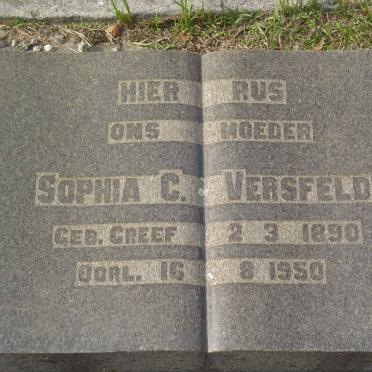 HIER RUS
ONS MOEDER
SOPHIA C. VERSFELD
GEB. GREEF 2 3 1890
OORL. 16 8 1950